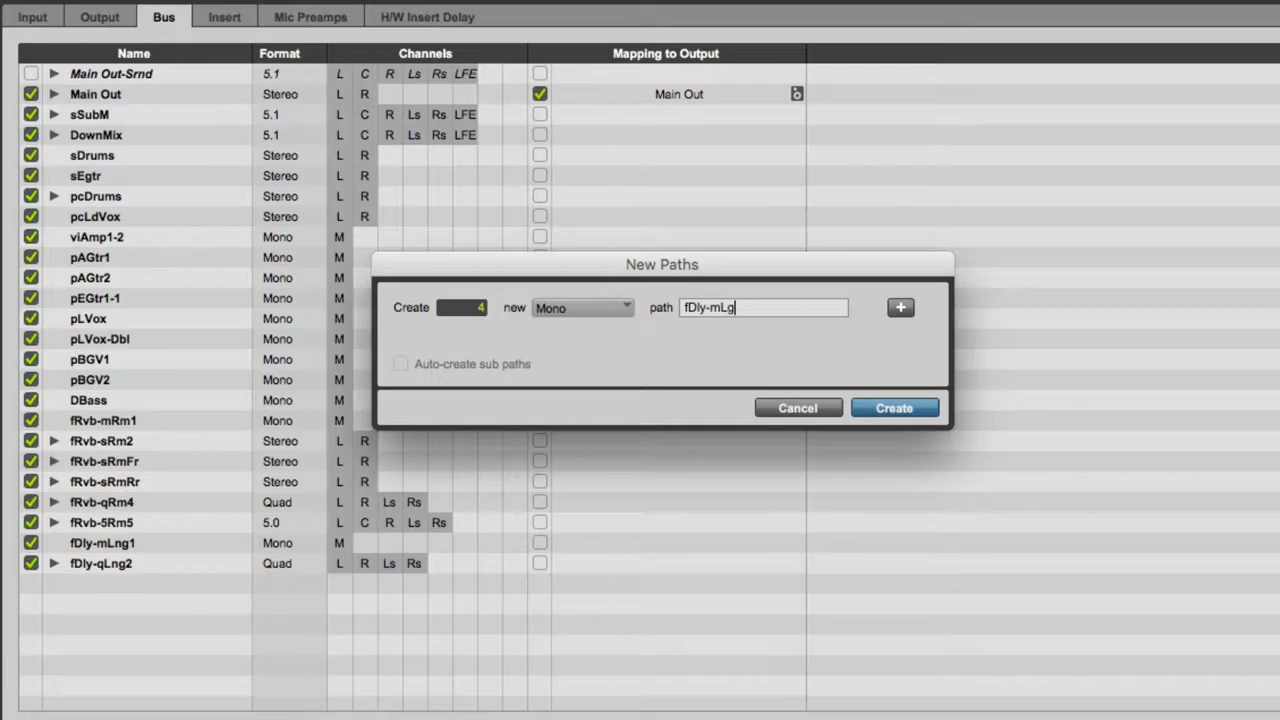 Input Output Bus Insert Mic Preamps H/W Insert Delay
Name Format Channels Mapping to Output
Main Out-Srnd 5.1 L C R Ls Rs LFE
Main Out Stereo L R Main Out
sSubM 5.1 L C R Ls Rs LFE
DownMix 5.1 L C R Ls Rs LFE
sDrums Stereo L R
sEgtr Stereo L R
pcDrums Stereo L R
pcLdVox Stereo L R
viAmp1-2 Mono M
pAGtr1 Mono M
pAGtr2 Mono M
pEGtr1-1 Mono M
pLVox Mono M
pLVox-Dbl Mono M
pBGV1 Mono M
pBGV2 Mono M
DBass Mono M
fRvb-mRm1 Mono M
fRvb-sRm2 Stereo L R
fRvb-sRmFr Stereo L R
fRvb-sRmRr Stereo L R
fRvb-qRm4 Quad L R Ls Rs
fRvb-5Rm5 5.0 L C R Ls Rs
fDly-mLng1 Mono M
fDly-qLng2 Quad L R Ls Rs
New Paths
Create 4 new Mono path fDly-mLg +
Auto-create sub paths
Cancel Create